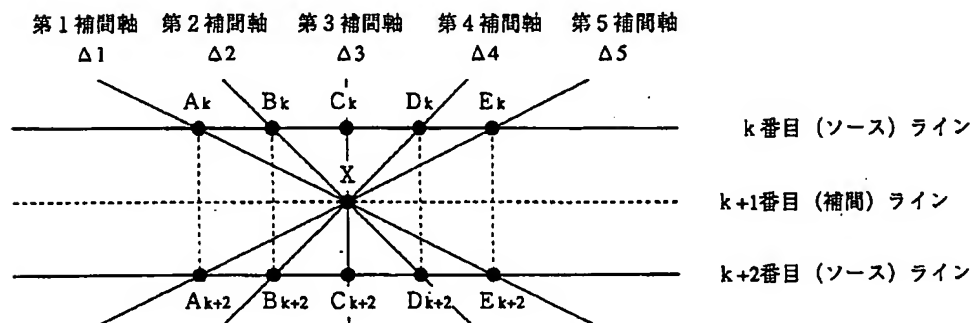 第1補間軸 第2補間軸 第3補間軸 第4補間軸 第5補間軸
Δ1 Δ2 Δ3 Δ4 Δ5
Ak Bk Ck Dk Ek
k番目（ソース）ライン
X
k+1番目（補間）ライン
k+2番目（ソース）ライン
Ak+2 Bk+2 Ck+2 Dk+2 Ek+2